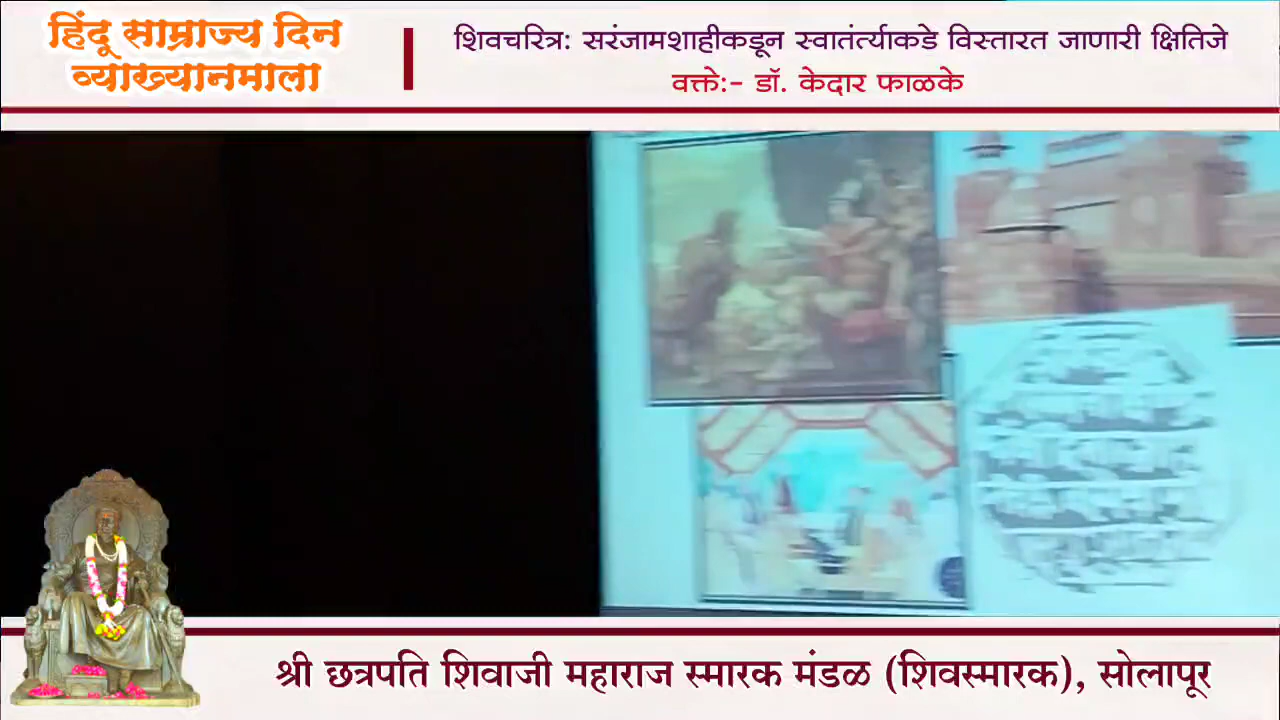 हिंदू साम्राज्य दिन
व्याख्यानमाला
शिवचरित्र: सरंजामशाहीकडून स्वातंर्त्याकडे विस्तारत जाणारी क्षितिजे
वक्ते:- डॉ. केदार फाळके
श्री छत्रपति शिवाजी महाराज स्मारक मंडळ (शिवस्मारक), सोलापूर